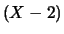 (X − 2)